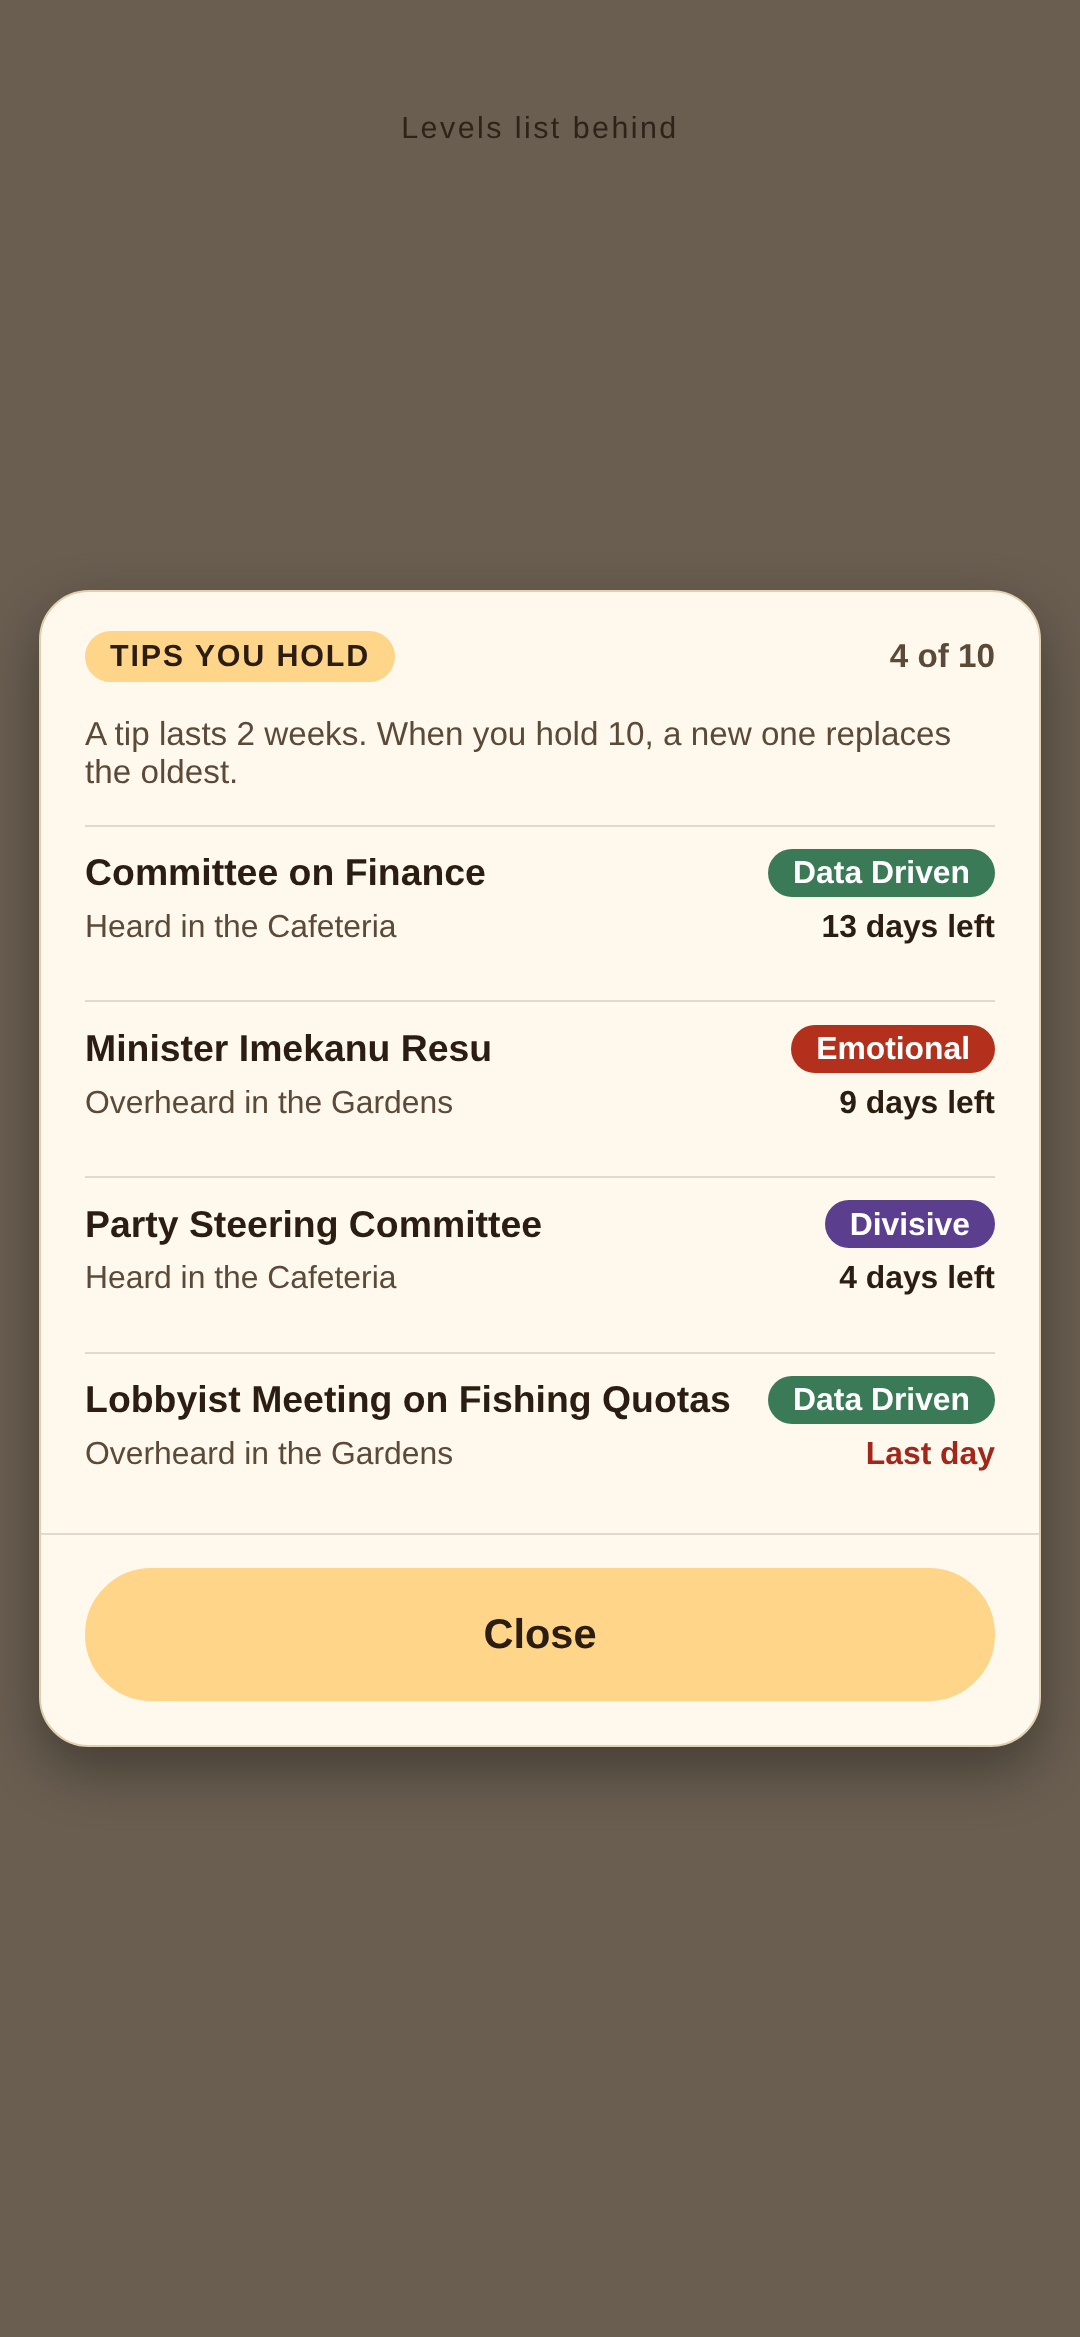 Levels list behind
TIPS YOU HOLD
4 of 10
A tip lasts 2 weeks. When you hold 10, a new one replaces
the oldest.
Committee on Finance
Data Driven
Heard in the Cafeteria
13 days left
Minister Imekanu Resu
Emotional
Overheard in the Gardens
9 days left
Party Steering Committee
Divisive
Heard in the Cafeteria
4 days left
Lobbyist Meeting on Fishing Quotas
Data Driven
Overheard in the Gardens
Last day
Close